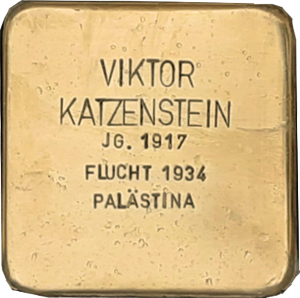 VIKTOR
KATZENSTEIN
JG. 1917
FLUCHT 1934
PALÄSTINA